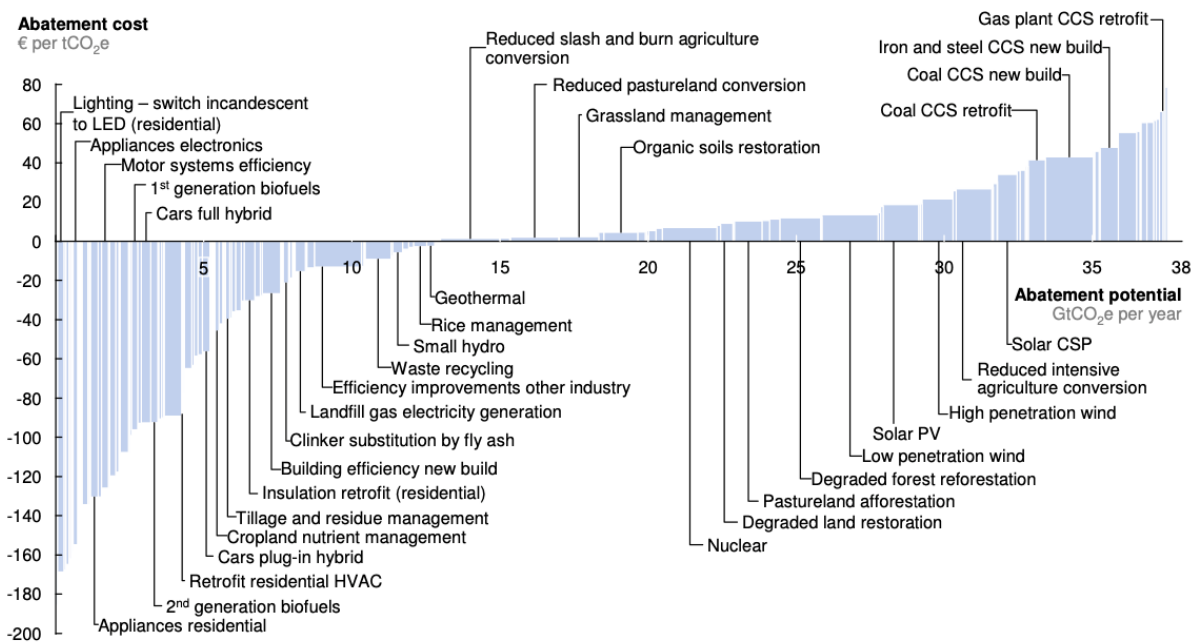 Abatement cost
€ per tCO2e
Gas plant CCS retrofit
Reduced slash and burn agriculture
conversion
Iron and steel CCS new build
Coal CCS new build
Reduced pastureland conversion
80
Lighting – switch incandescent
to LED (residential)
Grassland management
Coal CCS retrofit
60
Appliances electronics
Organic soils restoration
40
Motor systems efficiency
1st generation biofuels
20
Cars full hybrid
0
5
10
15
20
25
30
35
38
-20
Geothermal
Abatement potential
GtCO2e per year
-40
Rice management
Small hydro
Solar CSP
-60
Waste recycling
Reduced intensive
agriculture conversion
Efficiency improvements other industry
-80
Landfill gas electricity generation
High penetration wind
-100
Clinker substitution by fly ash
Solar PV
Low penetration wind
Building efficiency new build
-120
Degraded forest reforestation
Insulation retrofit (residential)
Pastureland afforestation
-140
Tillage and residue management
Degraded land restoration
Cropland nutrient management
Nuclear
-160
Cars plug-in hybrid
Retrofit residential HVAC
-180
2nd generation biofuels
Appliances residential
-200